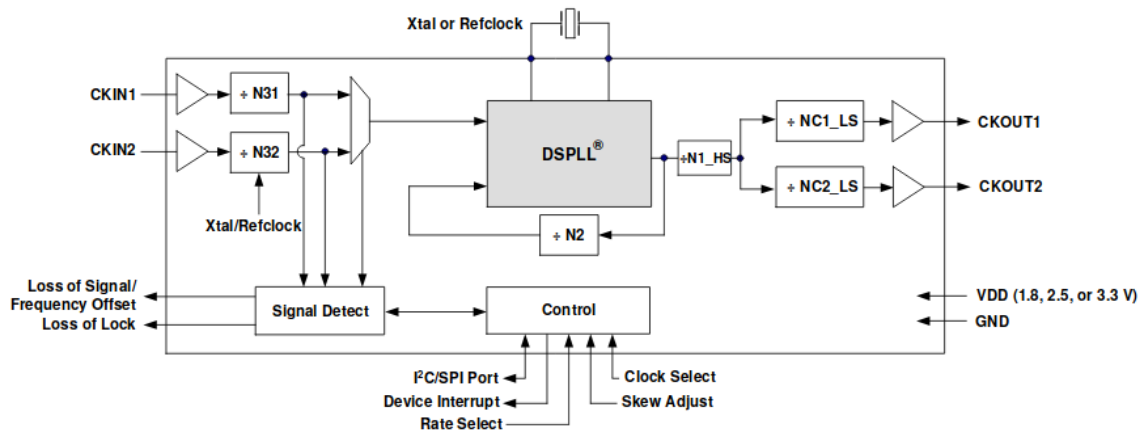 Xtal or Refclock
CKIN1
÷ N31
CKIN2
÷ N32
Xtal/Refclock
DSPLL®
÷N1_HS
÷ NC1_LS
CKOUT1
÷ NC2_LS
CKOUT2
÷ N2
Loss of Signal/
Frequency Offset
Loss of Lock
Signal Detect
Control
VDD (1.8, 2.5, or 3.3 V)
GND
I²C/SPI Port
Device Interrupt
Rate Select
Clock Select
Skew Adjust